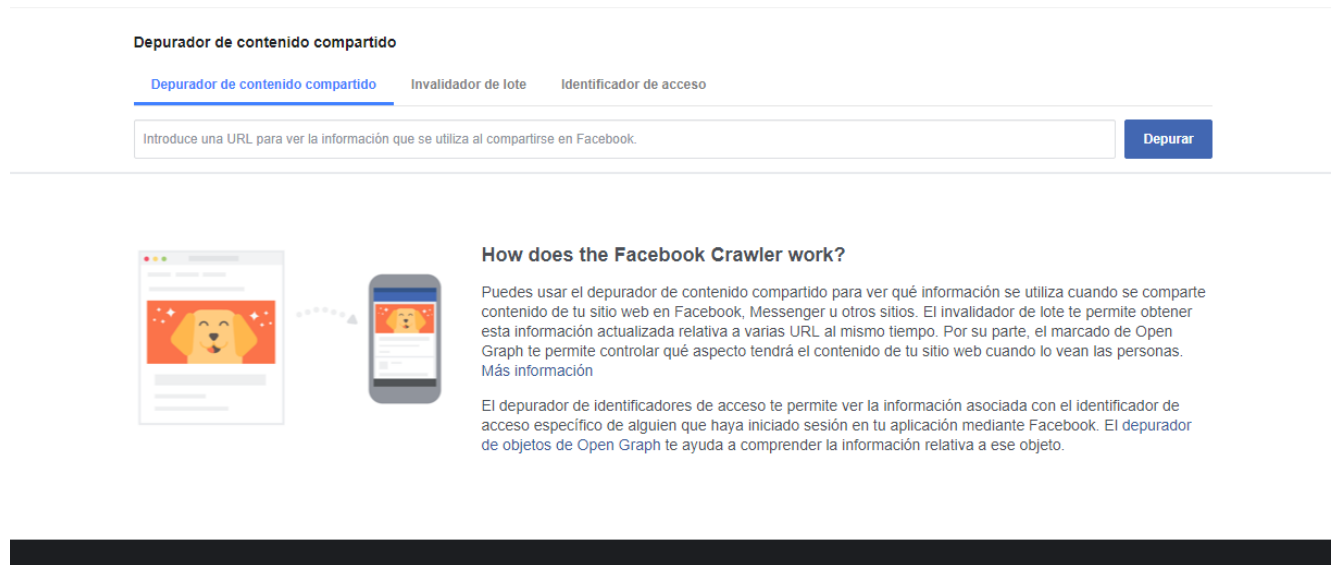 Depurador de contenido compartido
Depurador de contenido compartido Invalidador de lote Identificador de acceso
Introduce una URL para ver la información que se utiliza al compartirse en Facebook. Depurar
How does the Facebook Crawler work?
Puedes usar el depurador de contenido compartido para ver qué información se utiliza cuando se comparte
contenido de tu sitio web en Facebook, Messenger u otros sitios. El invalidador de lote te permite obtener
esta información actualizada relativa a varias URL al mismo tiempo. Por su parte, el marcado de Open
Graph te permite controlar qué aspecto tendrá el contenido de tu sitio web cuando lo vean las personas.
Más información
El depurador de identificadores de acceso te permite ver la información asociada con el identificador de
acceso específico de alguien que haya iniciado sesión en tu aplicación mediante Facebook. El depurador
de objetos de Open Graph te ayuda a comprender la información relativa a ese objeto.